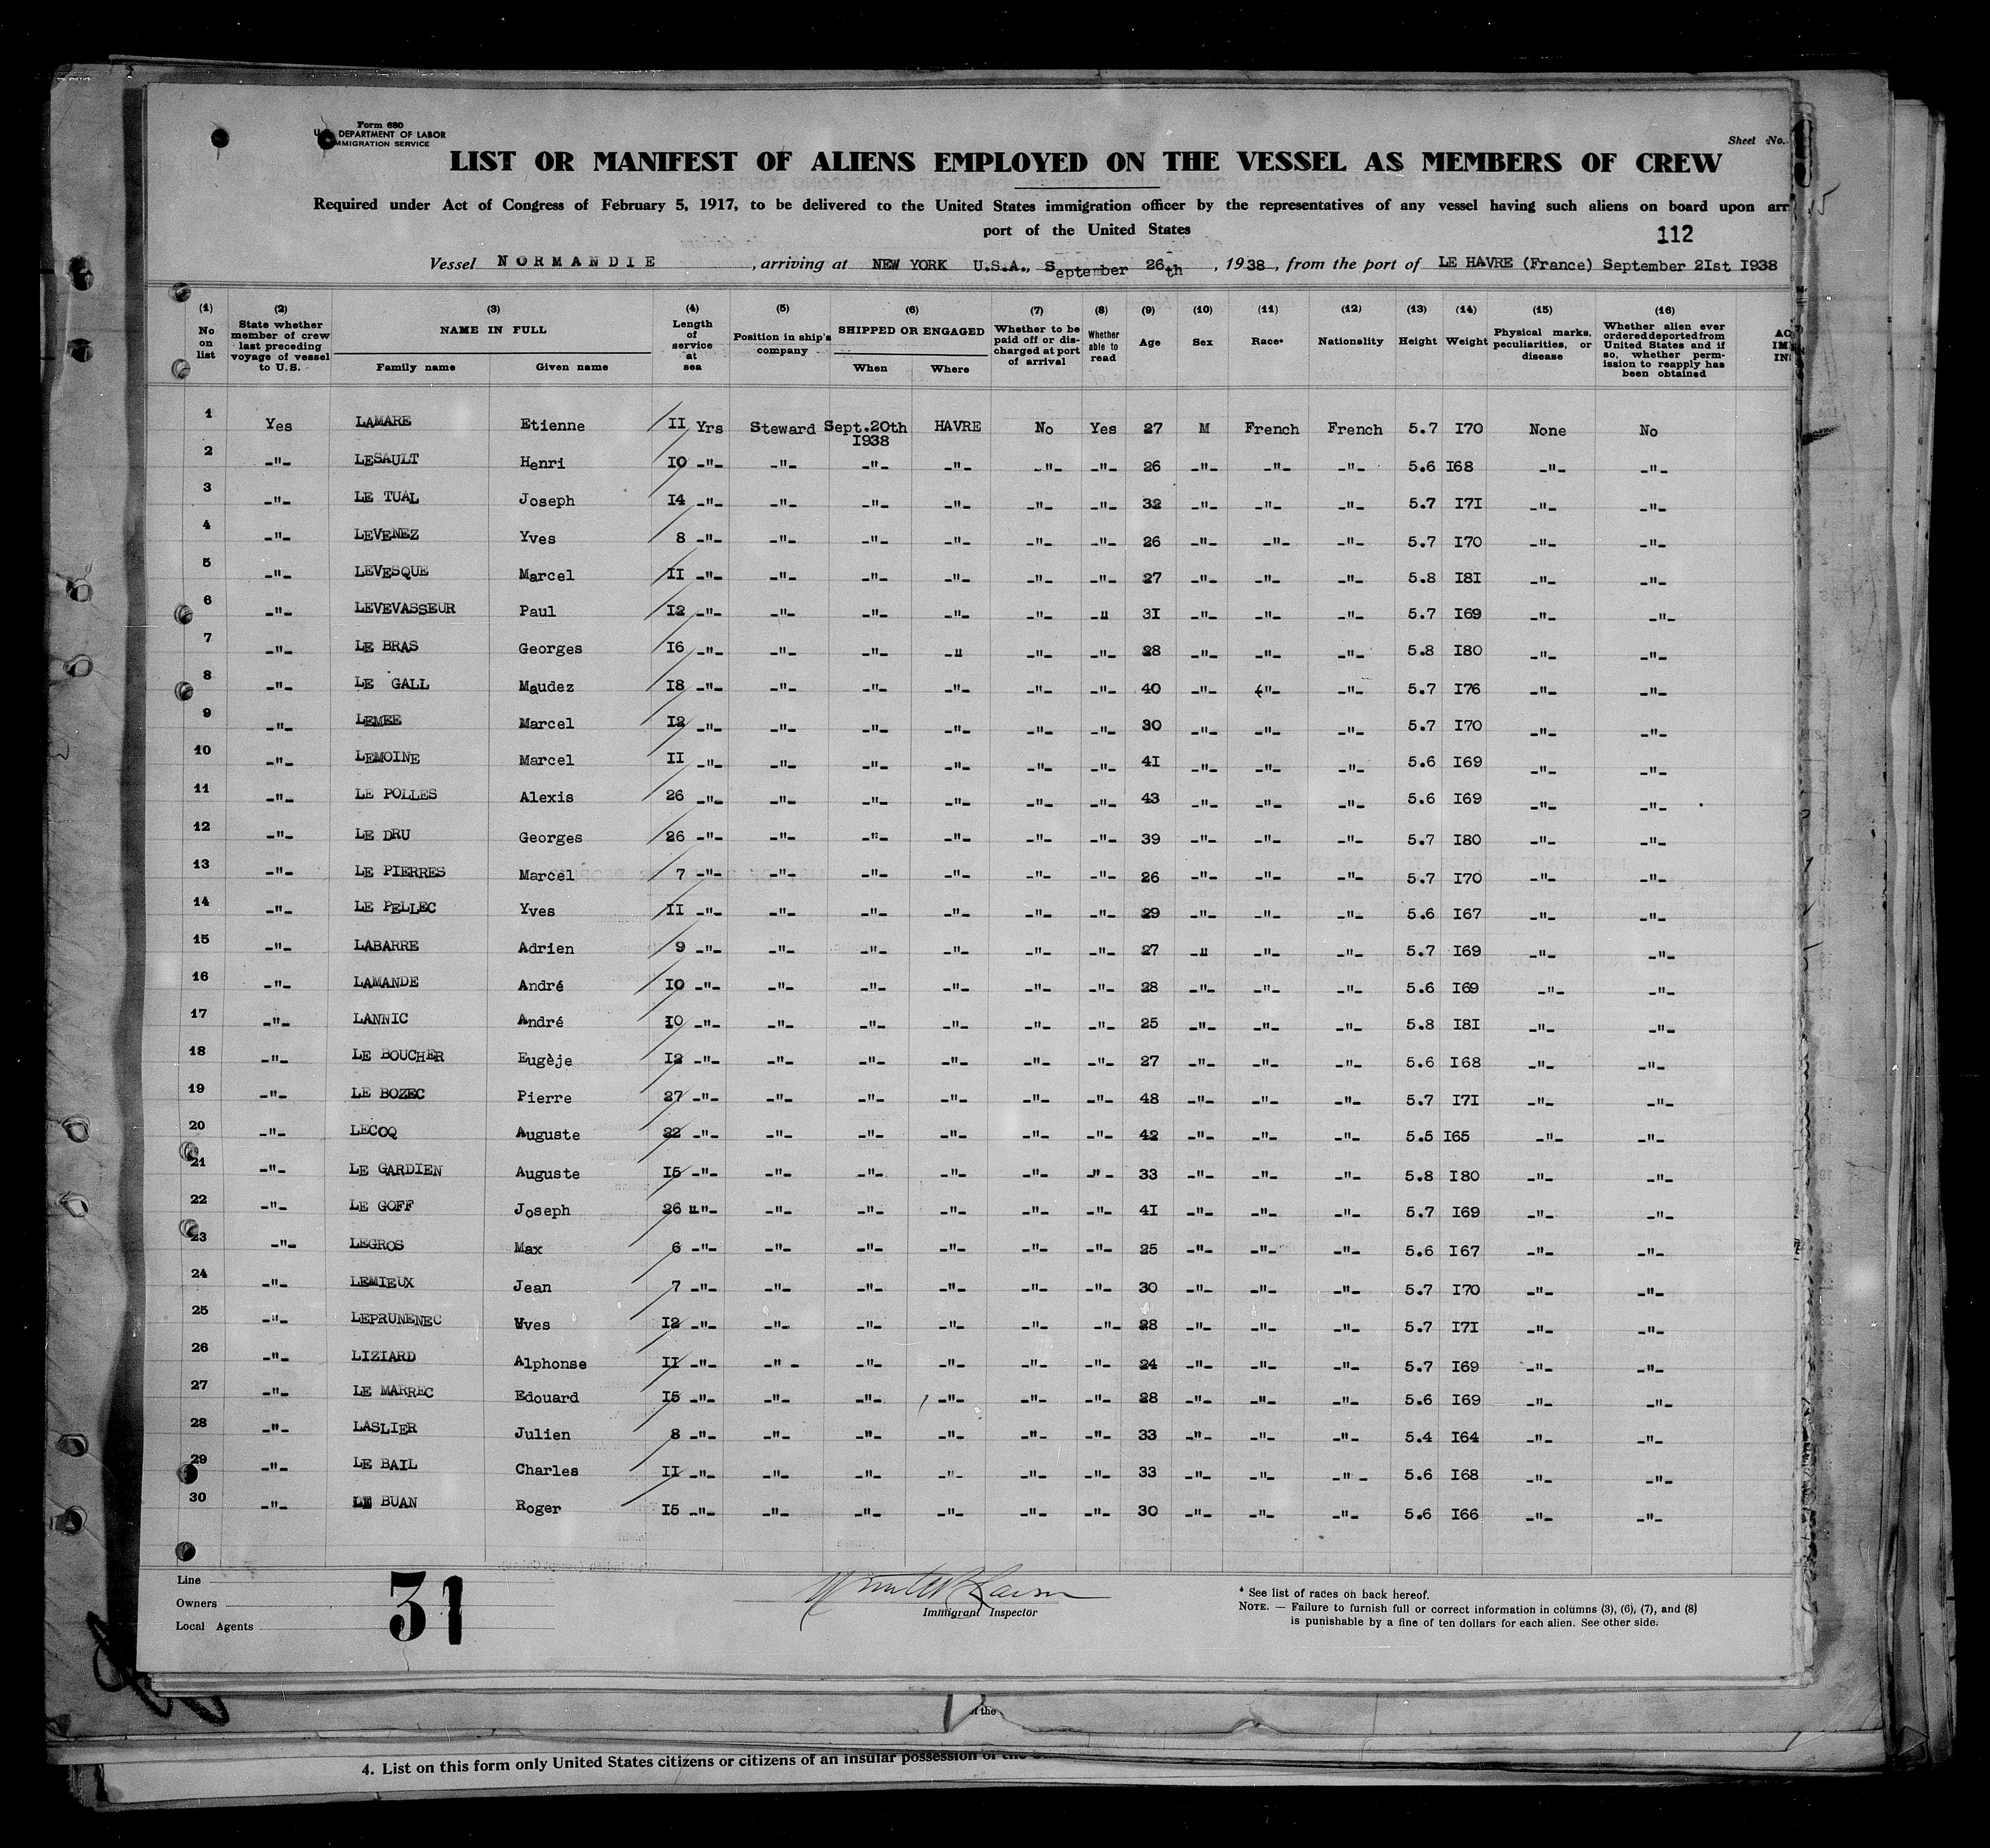 Form 680
U. DEPARTMENT OF LABOR
IMMIGRATION SERVICE
Sheet No.
LIST OR MANIFEST OF ALIENS EMPLOYED ON THE VESSEL AS MEMBERS OF CREW
Required under Act of Congress of February 5, 1917, to be delivered to the United States immigration officer by the representatives of any vessel having such aliens on board upon arr
port of the United States
112
Vessel NORMANDIE , arriving at NEW YORK U.S.A., September 26th , 1938, from the port of LE HAVRE (France) September 2Ist I938
(1) (2) (3) (4) (5) (6) (7) (8) (9) (10) (11) (12) (13) (14) (15) (16)
No on list State whether member of crew last preceding voyage of vessel to U.S. NAME IN FULL Family name Given name Length of service at sea Position in ship's company SHIPPED OR ENGAGED When Where Whether to be paid off or discharged at port of arrival Whether able to read Age Sex Race* Nationality Height Weight Physical marks, peculiarities, or disease Whether alien ever ordered deported from United States and if so, whether permission to reapply has been obtained
1 Yes LAMARE Etienne II Yrs Steward Sept.20th I938 HAVRE No Yes 27 M French French 5.7 I70 None No
2 -"- LESAULT Henri IO -"- -"- -"- -"- -"- -"- 26 -"- -"- -"- 5.6 I68 -"- -"-
3 -"- LE TUAL Joseph I4 -"- -"- -"- -"- -"- -"- 32 -"- -"- -"- 5.7 I7I -"- -"-
4 -"- LEVENEZ Yves 8 -"- -"- -"- -"- -"- -"- 26 -"- -"- -"- 5.7 I70 -"- -"-
5 -"- LEVESQUE Marcel II -"- -"- -"- -"- -"- -"- 27 -"- -"- -"- 5.8 I8I -"- -"-
6 -"- LEVEVASSEUR Paul I2 -"- -"- -"- -"- -"- -" 3I -"- -"- -"- 5.7 I69 -"- -"-
7 -"- LE BRAS Georges I6 -"- -"- -"- -" -"- -"- 28 -"- -"- -"- 5.8 I80 -"- -"-
8 -"- LE GALL Maudez I8 -"- -"- -"- -"- -"- -"- 40 -"- ("- -"- 5.7 I76 -"- -"-
9 -"- LEMEE Marcel I2 -"- -"- -"- -"- -"- -"- 30 -"- -"- -"- 5.7 I70 -"- -"-
10 -"- LEMOINE Marcel II -"- -"- -"- -"- -"- -"- 4I -"- -"- -"- 5.6 I69 -"- -"-
11 -"- LE POLLES Alexis 26 -"- -"- -"- -"- -"- -"- 43 -"- -"- -"- 5.6 I69 -"- -"-
12 -"- LE DRU Georges 26 -"- -"- -"- -"- -"- -"- 39 -"- -"- -"- 5.7 I80 -"- -"-
13 -"- LE PIERRES Marcel 7 -"- -"- -"- -"- -"- -"- 26 -"- -"- -"- 5.7 I70 -"- -"-
14 -"- LE PELLEC Yves II -"- -"- -"- -"- -"- -"- 29 -"- -"- -"- 5.6 I67 -"- -"-
15 -"- LABARRE Adrien 9 -"- -"- -"- -"- -"- -"- 27 -" -"- -"- 5.7 I69 -"- -"-
16 -"- LAMANDE André IO -"- -"- -"- -"- -"- -"- 28 -"- -"- -"- 5.6 I69 -"- -"-
17 -"- LANNIC André IO -"- -"- -"- -"- -"- -"- 25 -"- -"- -"- 5.8 I8I -"- -"-
18 -"- LE BOUCHER Eugèje I2 -"- -"- -"- -"- -"- -"- 27 -"- -"- -"- 5.6 I68 -"- -"-
19 -"- LE BOZEC Pierre 27 -"- -"- -"- -"- -"- -"- 48 -"- -"- -"- 5.7 I7I -"- -"-
20 -"- LECOQ Auguste 22 -"- -"- -"- -"- -"- -"- 42 -"- -"- -"- 5.5 I65 -"- -"-
21 -"- LE GARDIEN Auguste I5 -"- -"- -"- -"- -"- -"- 33 -"- -"- -"- 5.8 I80 -"- -"-
22 -"- LE GOFF Joseph 26 ""- -"- -"- -"- -"- -"- 4I -"- -"- -"- 5.7 I69 -"- -"-
23 -"- LEGROS Max 6 -"- -"- -"- -"- -"- -"- 25 -"- -"- -"- 5.6 I67 -"- -"-
24 -"- LEMIEUX Jean 7 -"- -"- -"- -"- -"- -"- 30 -"- -"- -"- 5.7 I70 -"- -"-
25 -"- LEPRUNENEC Yves I2 -"- -"- -"- -"- -"- -"- 28 -"- -"- -"- 5.7 I7I -"- -"-
26 -"- LIZIARD Alphonse II -"- -"- -"- -"- -"- -"- 24 -"- -"- -"- 5.7 I69 -"- -"-
27 -"- LE MARREC Edouard I5 -"- -"- -"- -"- -"- -"- 28 -"- -"- -"- 5.6 I69 -"- -"-
28 -"- LASLIER Julien 8 -"- -"- -"- -"- -"- -"- 33 -"- -"- -"- 5.4 I64 -"- -"-
29 -"- LE BAIL Charles II -"- -"- -"- -"- -"- -"- 33 -"- -"- -"- 5.6 I68 -"- -"-
30 -"- LE BUAN Roger I5 -"- -"- -"- -"- -"- -"- 30 -"- -"- -"- 5.6 I66 -"- -"-
Line
Owners
Local Agents
31
Immigrant Inspector
* See list of races on back hereof.
NOTE. — Failure to furnish full or correct information in columns (3), (6), (7), and (8)
is punishable by a fine of ten dollars for each alien. See other side.
of the
4. List on this form only United States citizens or citizens of an insular possession of the